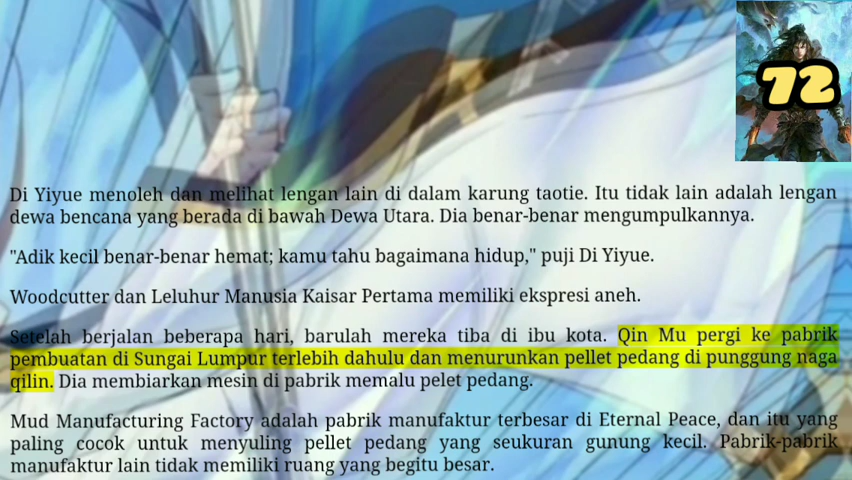 72
Di Yiyue menoleh dan melihat lengan lain di dalam karung taotie. Itu tidak lain adalah lengan
dewa bencana yang berada di bawah Dewa Utara. Dia benar-benar mengumpulkannya.
"Adik kecil benar-benar hemat; kamu tahu bagaimana hidup," puji Di Yiyue.
Woodcutter dan Leluhur Manusia Kaisar Pertama memiliki ekspresi aneh.
Setelah berjalan beberapa hari, barulah mereka tiba di ibu kota. Qin Mu pergi ke pabrik
pembuatan di Sungai Lumpur terlebih dahulu dan menurunkan pellet pedang di punggung naga
qilin. Dia membiarkan mesin di pabrik memalu pelet pedang.
Mud Manufacturing Factory adalah pabrik manufaktur terbesar di Eternal Peace, dan itu yang
paling cocok untuk menyuling pellet pedang yang seukuran gunung kecil. Pabrik-pabrik
manufaktur lain tidak memiliki ruang yang begitu besar.